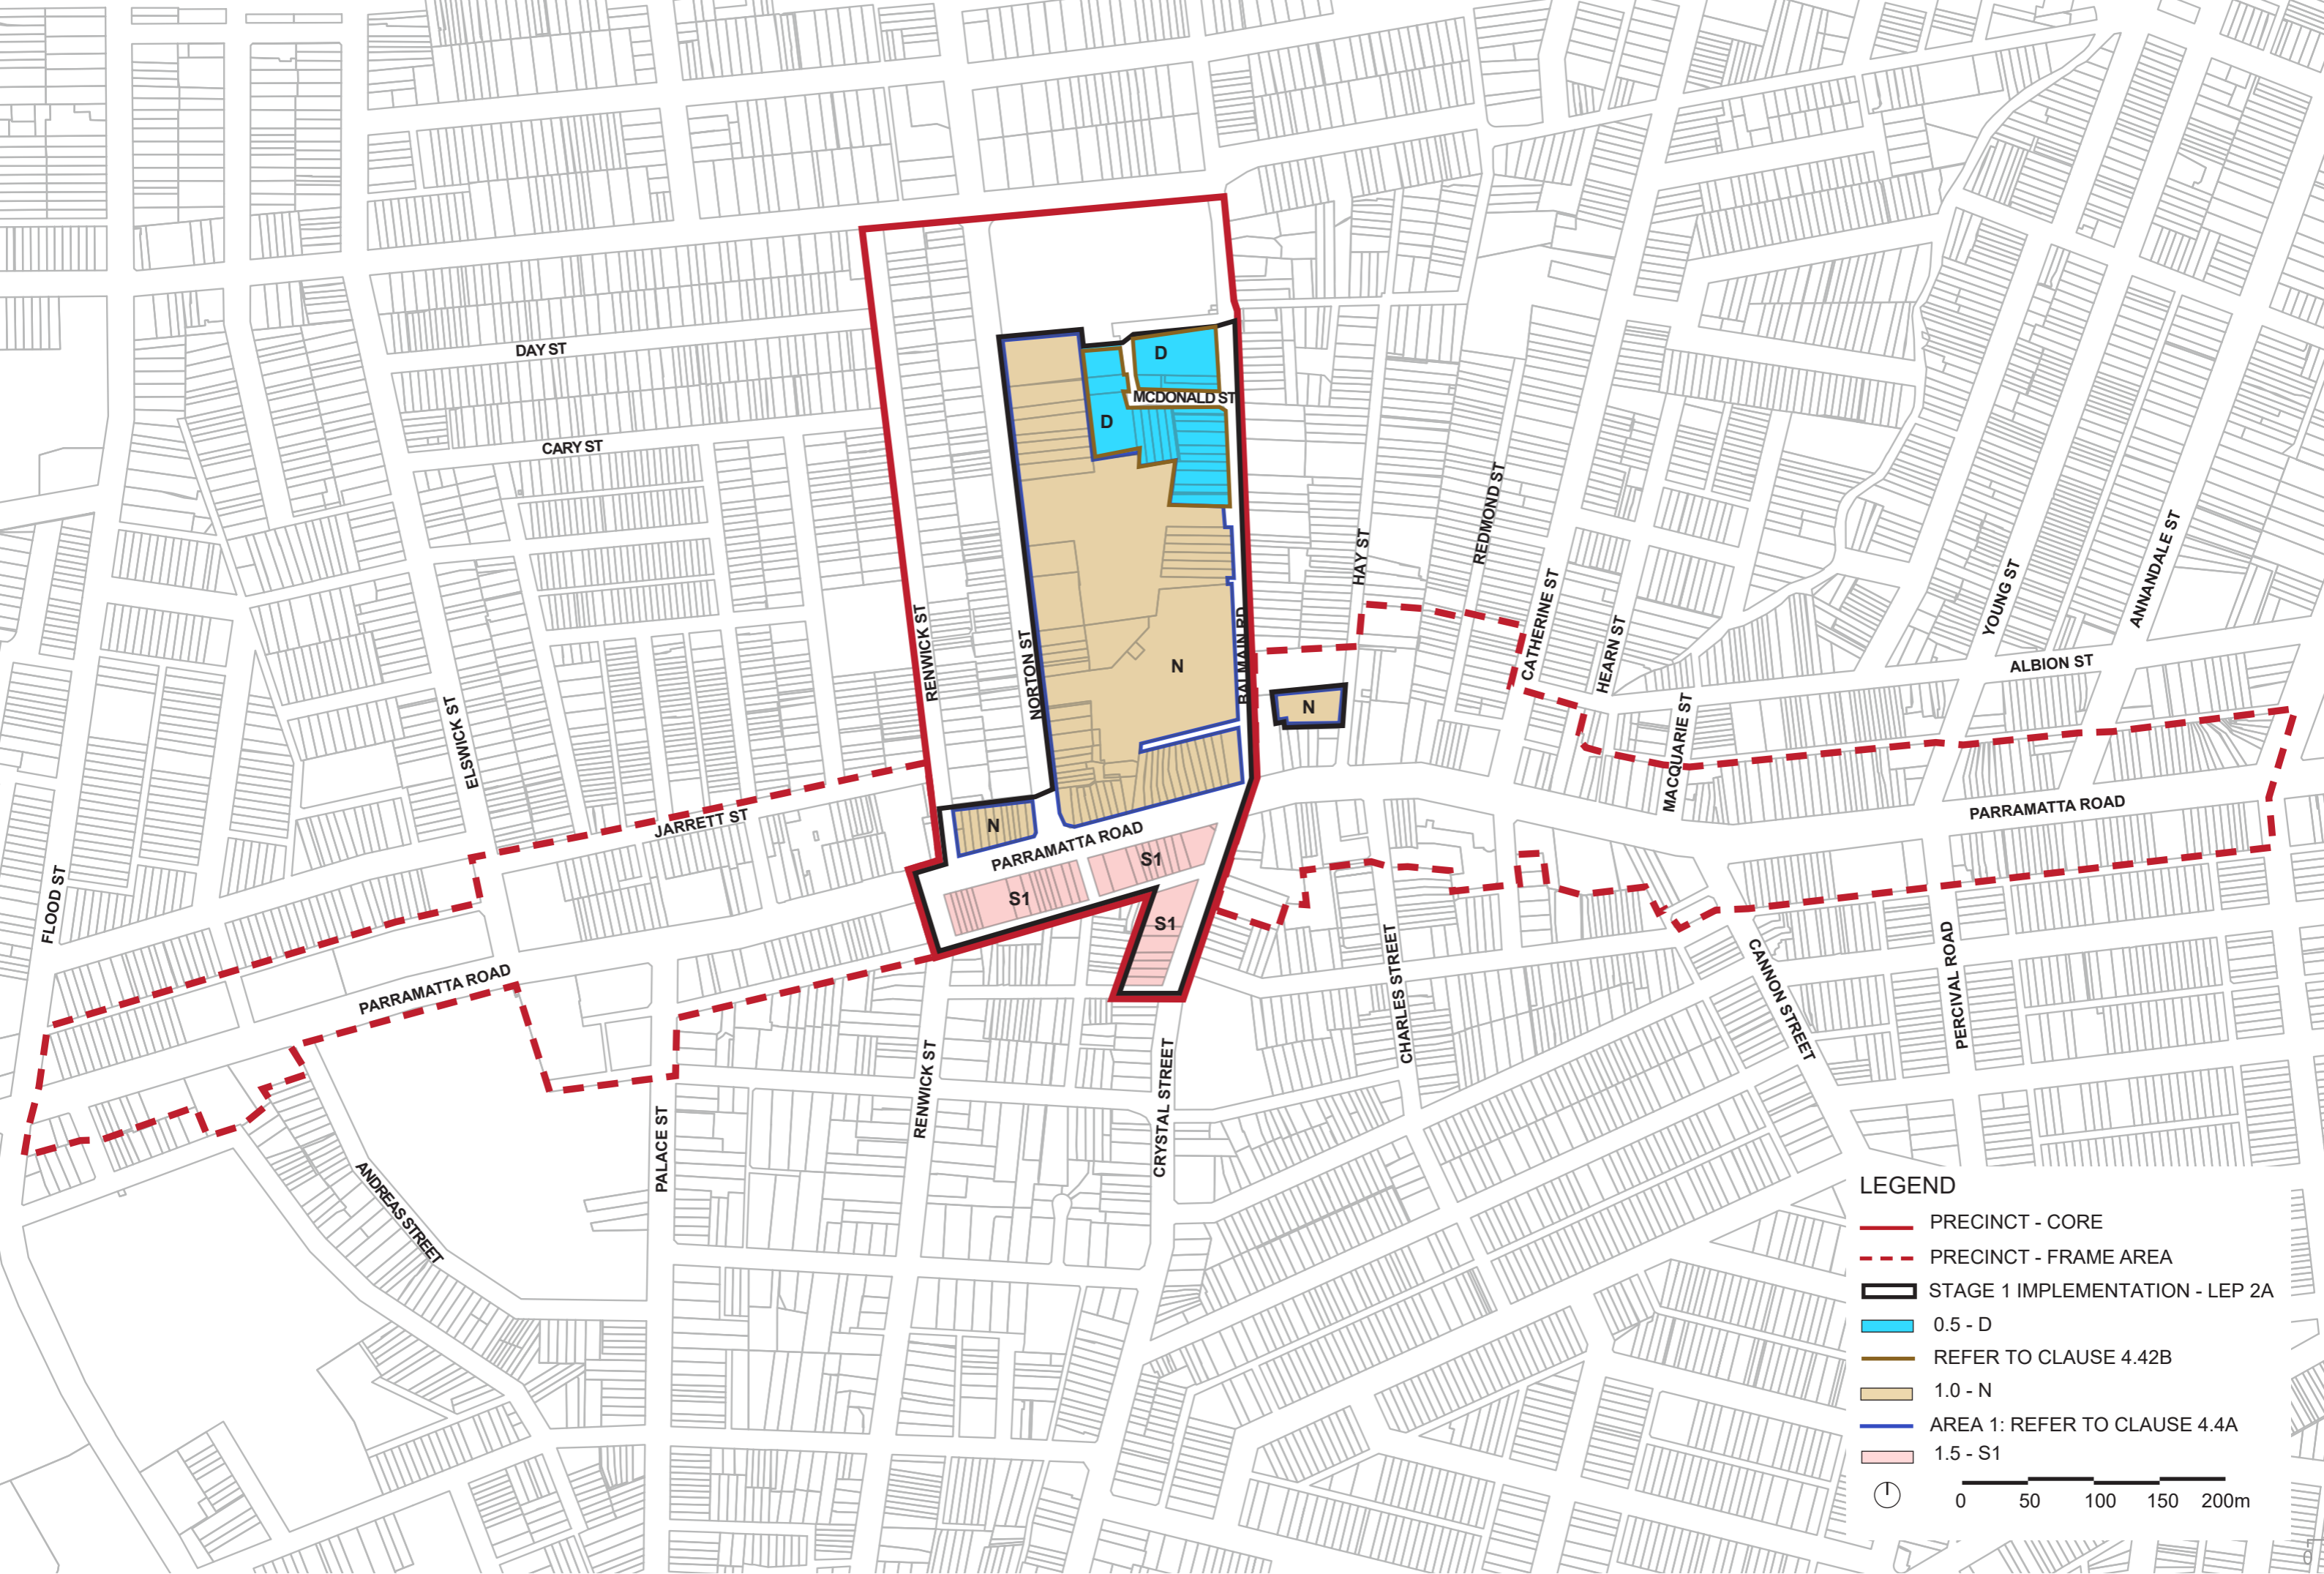 DAY ST
D
MCDONALD ST
D
CARY ST
REDMOND ST
HAY ST
ANNANDALE ST
YOUNG ST
CATHERINE ST
HEARN ST
RENWICK ST
NORTON ST
BALMAIN RD
N
ALBION ST
ELSWICK ST
N
MACQUARIE ST
JARRETT ST
N
PARRAMATTA ROAD
PARRAMATTA ROAD
S1
S1
S1
FLOOD ST
PARRAMATTA ROAD
CHARLES STREET
CANNON STREET
PERCIVAL ROAD
RENWICK ST
CRYSTAL STREET
PALACE ST
ANDREAS STREET
LEGEND
PRECINCT - CORE
PRECINCT - FRAME AREA
STAGE 1 IMPLEMENTATION - LEP 2A
0.5 - D
REFER TO CLAUSE 4.42B
1.0 - N
AREA 1: REFER TO CLAUSE 4.4A
1.5 - S1
0 50 100 150 200m